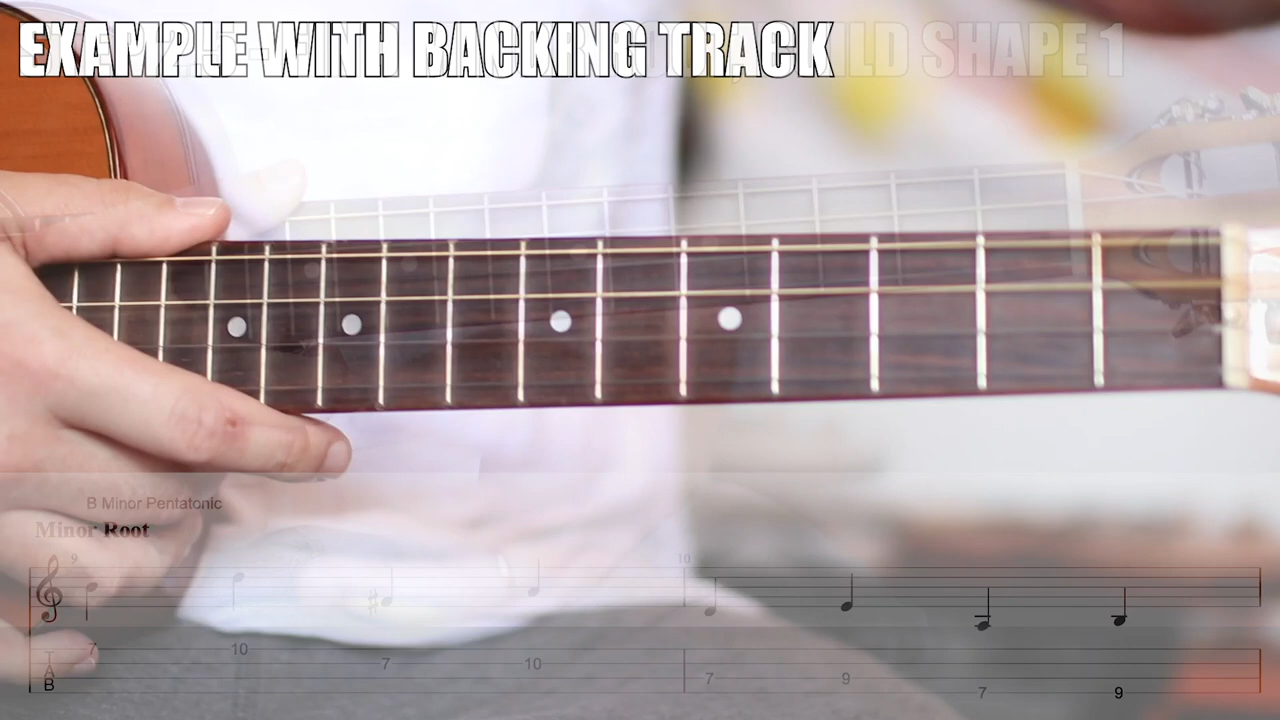 EXAMPLE WITH BACKING TRACK
ILD SHAPE 1
B Minor Pentatonic
Minor Root
9 10
T
A
B
7 10 7 10 7 9 7 9